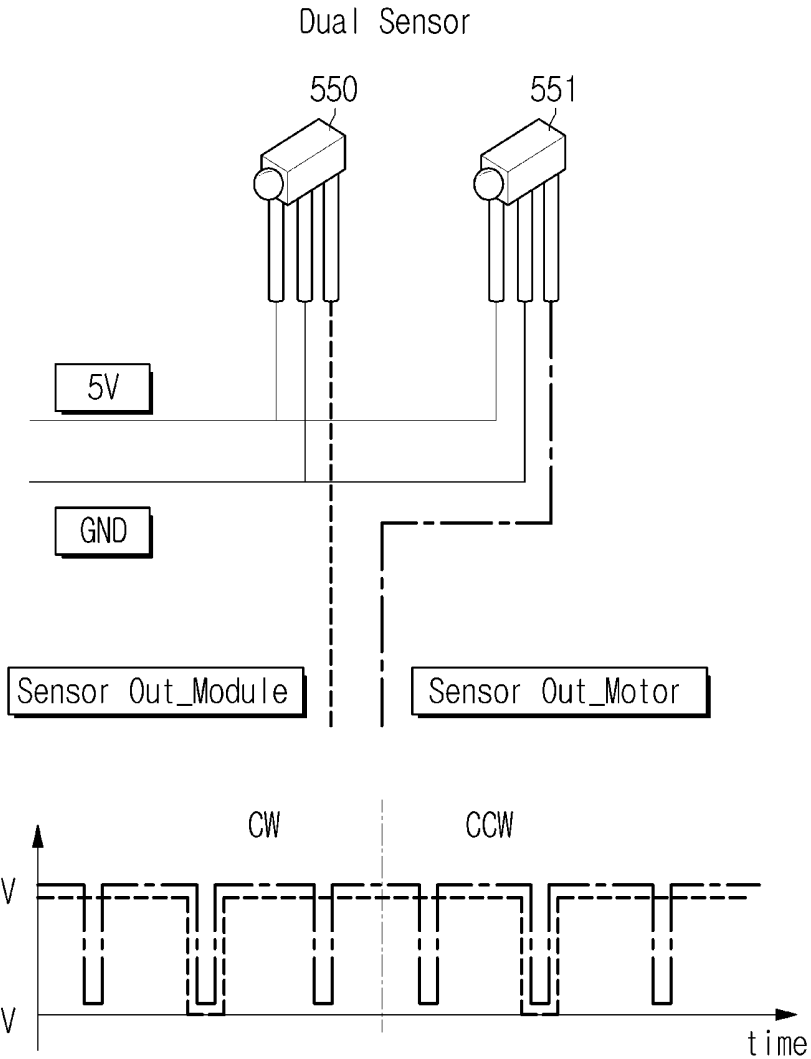 Dual Sensor
550
551
5V
GND
Sensor Out_Module
Sensor Out_Motor
CW
CCW
V
V
time